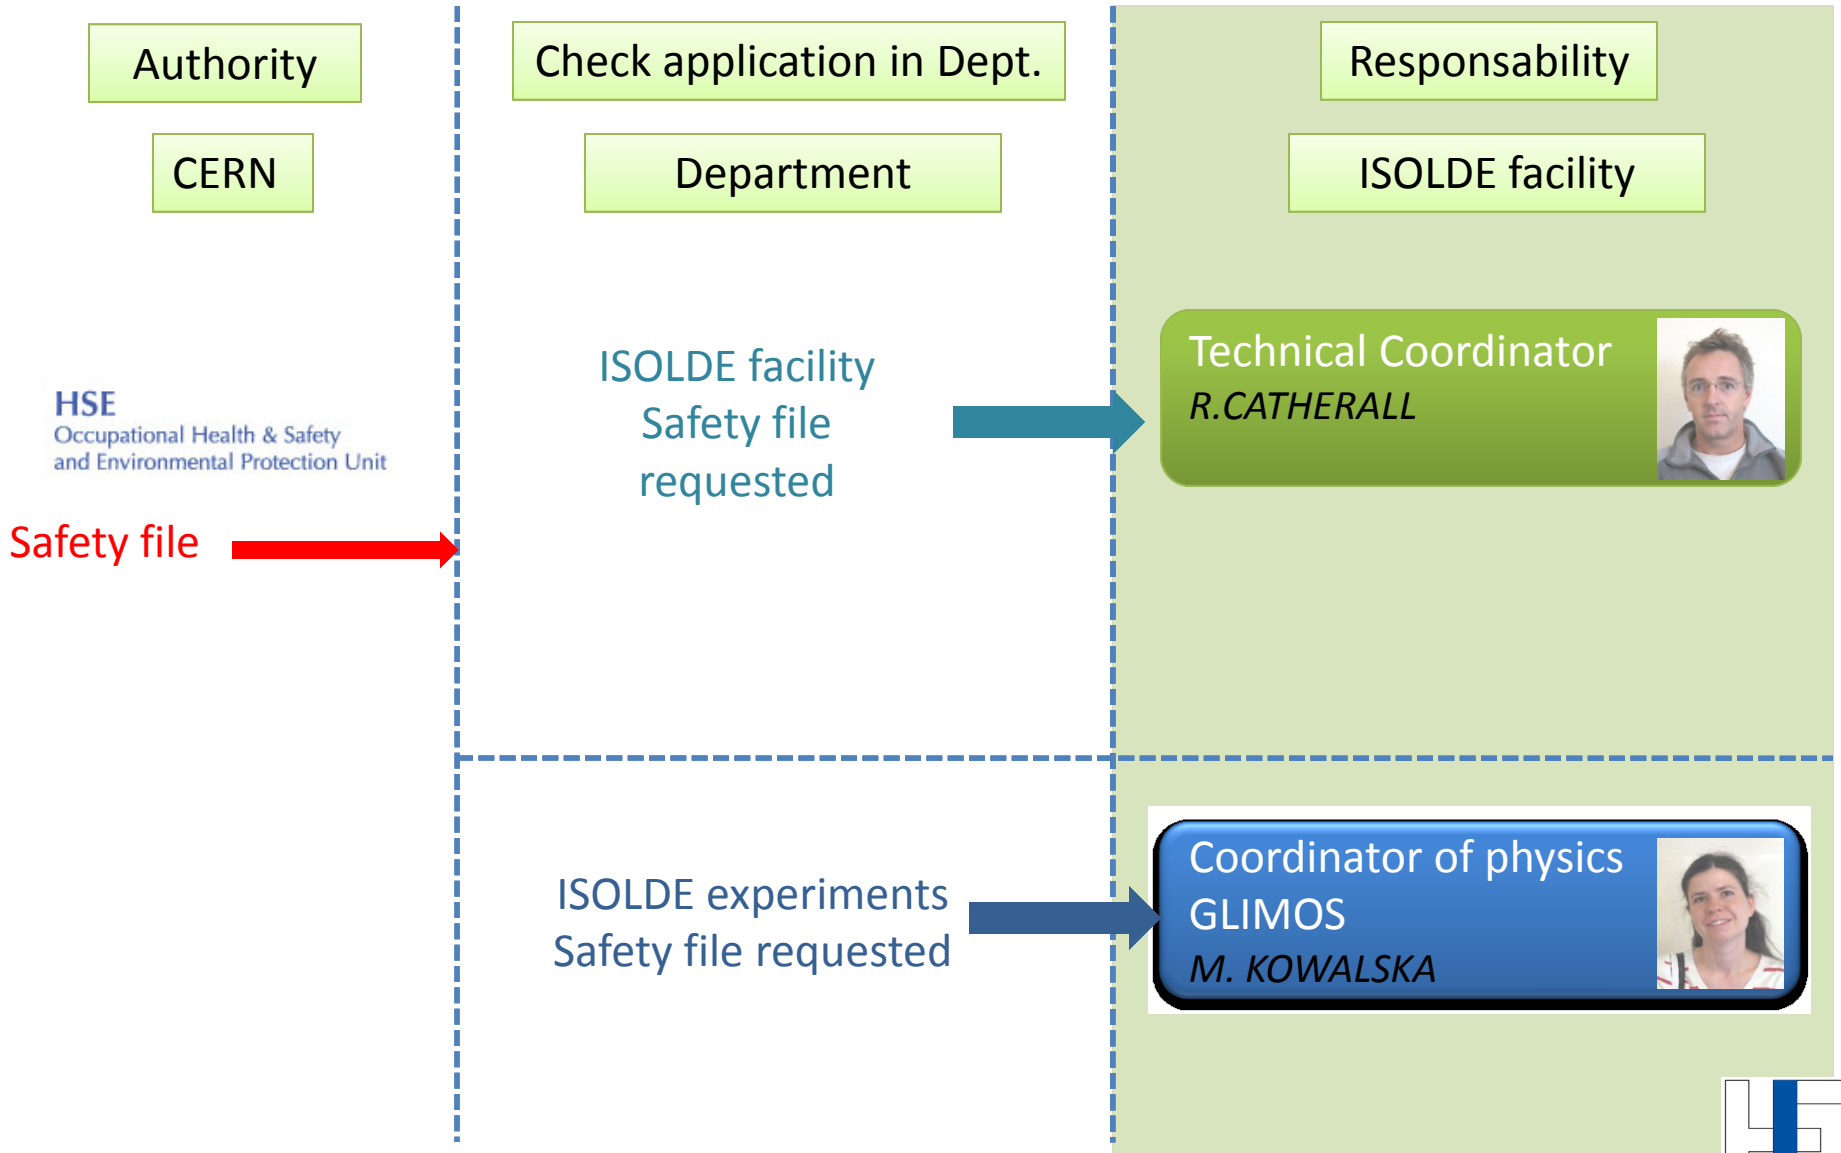 Authority
Check application in Dept.
Responsability
CERN
Department
ISOLDE facility
HSE
Occupational Health & Safety
and Environmental Protection Unit
Safety file
ISOLDE facility
Safety file
requested
Technical Coordinator
R.CATHERALL
ISOLDE experiments
Safety file requested
Coordinator of physics
GLIMOS
M. KOWALSKA